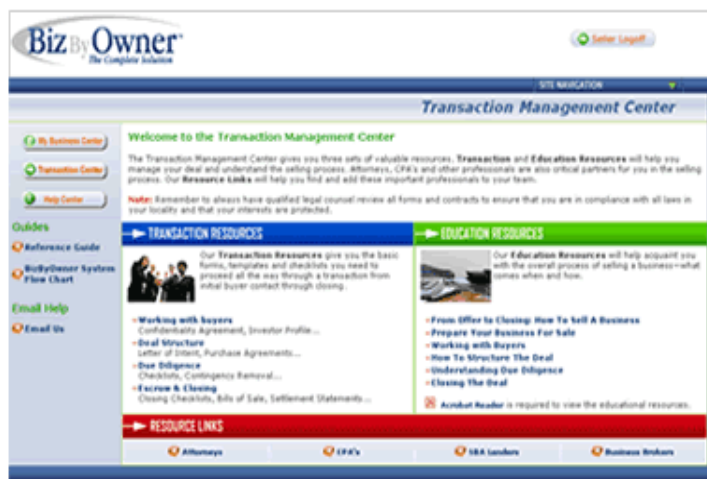 Biz By Owner
The Complete Solution
Seller Logoff
SITE NAVIGATION
Transaction Management Center
My Business Center
Transaction Center
Help Center
Guides
Reference Guide
BizByOwner System
Flow Chart
Email Help
Email Us
Welcome to the Transaction Management Center
The Transaction Management Center gives you three sets of valuable resources. Transaction and Education Resources will help you
manage your deal and understand the selling process. Attorneys, CPA's and other professionals are also critical partners for you in the selling
process. Our Resource Links will help you find and add these important professionals to your team.
Note: Remember to always have qualified legal counsel review all forms and contracts to ensure that you are in compliance with all laws in
your locality and that your interests are protected.
TRANSACTION RESOURCES
Our Transaction Resources give you the basic
forms, templates and checklists you need to
proceed all the way through a transaction from
initial buyer contact through closing.
Working with buyers
Confidentiality Agreement, Investor Profile...
Deal Structure
Letter of Intent, Purchase Agreements...
Due Diligence
Checklists, Contingency Removal...
Escrow & Closing
Closing Checklists, Bills of Sale, Settlement Statements...
EDUCATION RESOURCES
Our Education Resources will help acquaint you
with the overall process of selling a business—what
comes when and how.
From Offer to Closing: How To Sell A Business
Prepare Your Business For Sale
Working with Buyers
How To Structure The Deal
Understanding Due Diligence
Closing The Deal
Acrobat Reader is required to view the educational resources.
RESOURCE LINKS
Attorneys
CPA's
SBA Lenders
Business Brokers